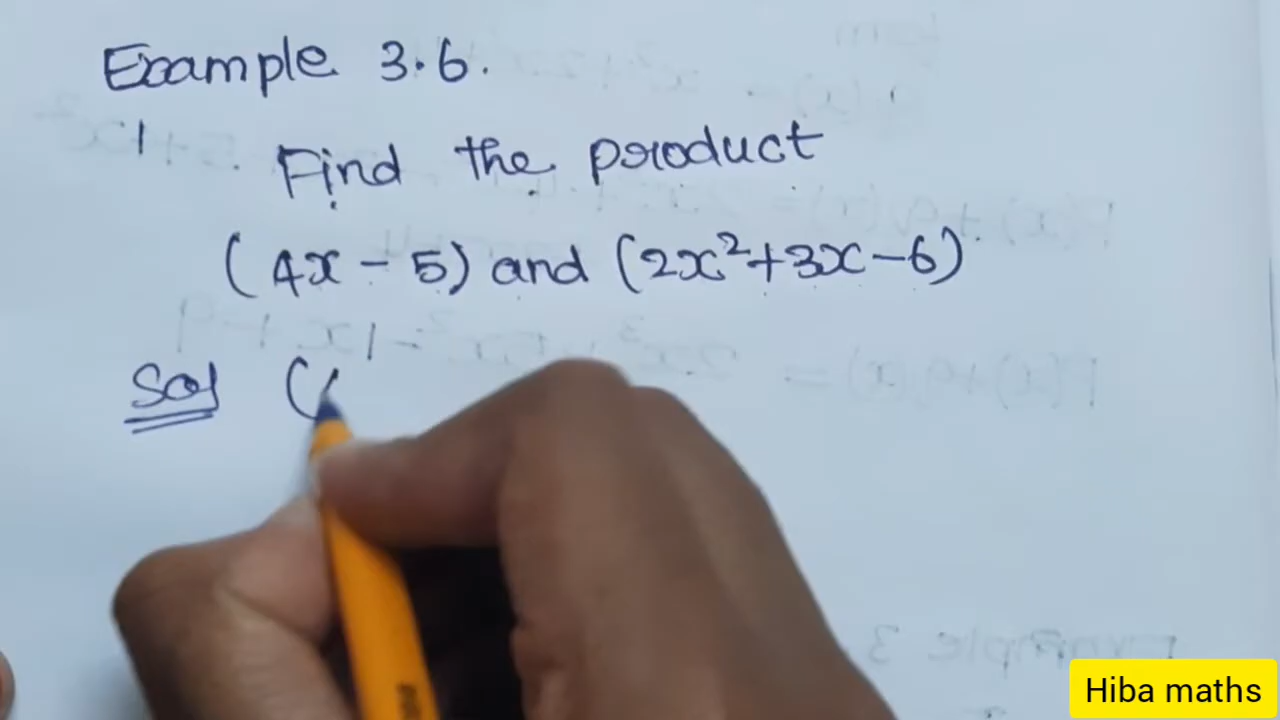 Example 3.6.
Find the product
(4x - 5) and (2x²+3x-6)
Sol (
Hiba maths